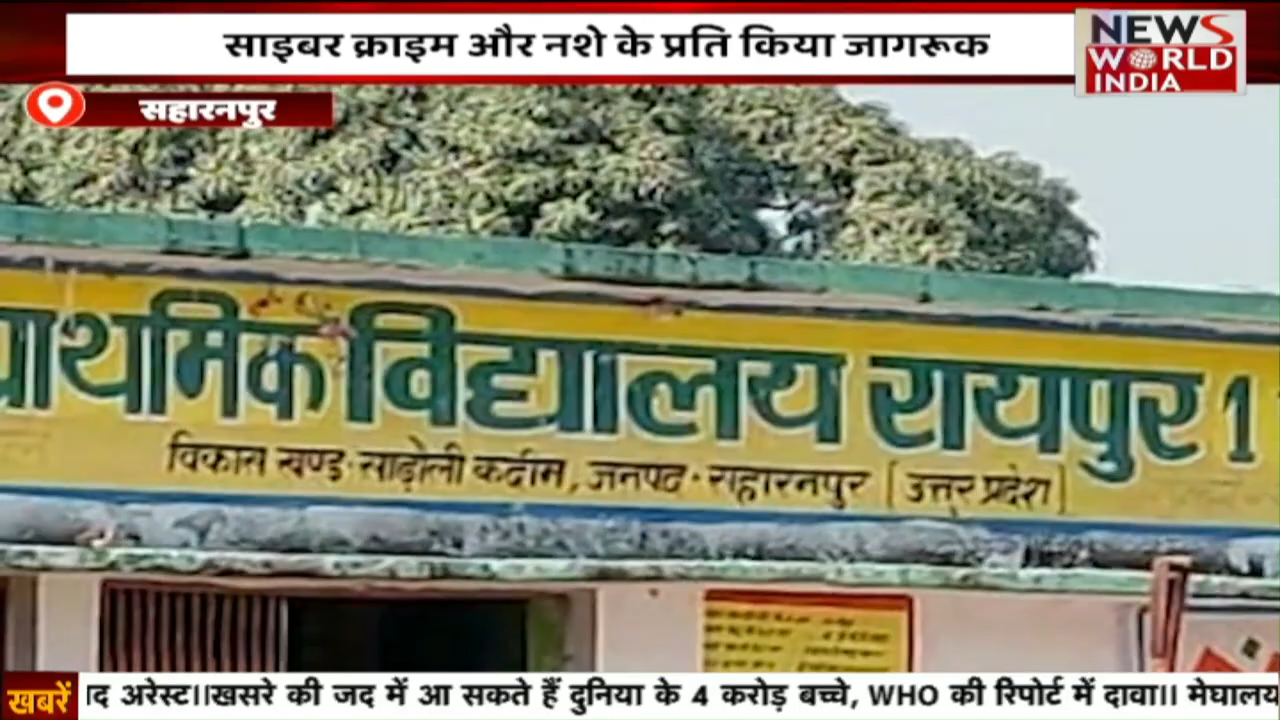 साइबर क्राइम और नशे के प्रति किया जागरूक
NEWS
WORLD
INDIA
सहारनपुर
प्राथमिक विद्यालय रायपुर 1
विकास खण्ड·साढ़ोली कदीम, जनपद·सहारनपुर [उत्तर प्रदेश]
खबरें
ाद अरेस्ट॥खसरे की जद में आ सकते हैं दुनिया के 4 करोड़ बच्चे, WHO की रिपोर्ट में दावा॥ मेघालय